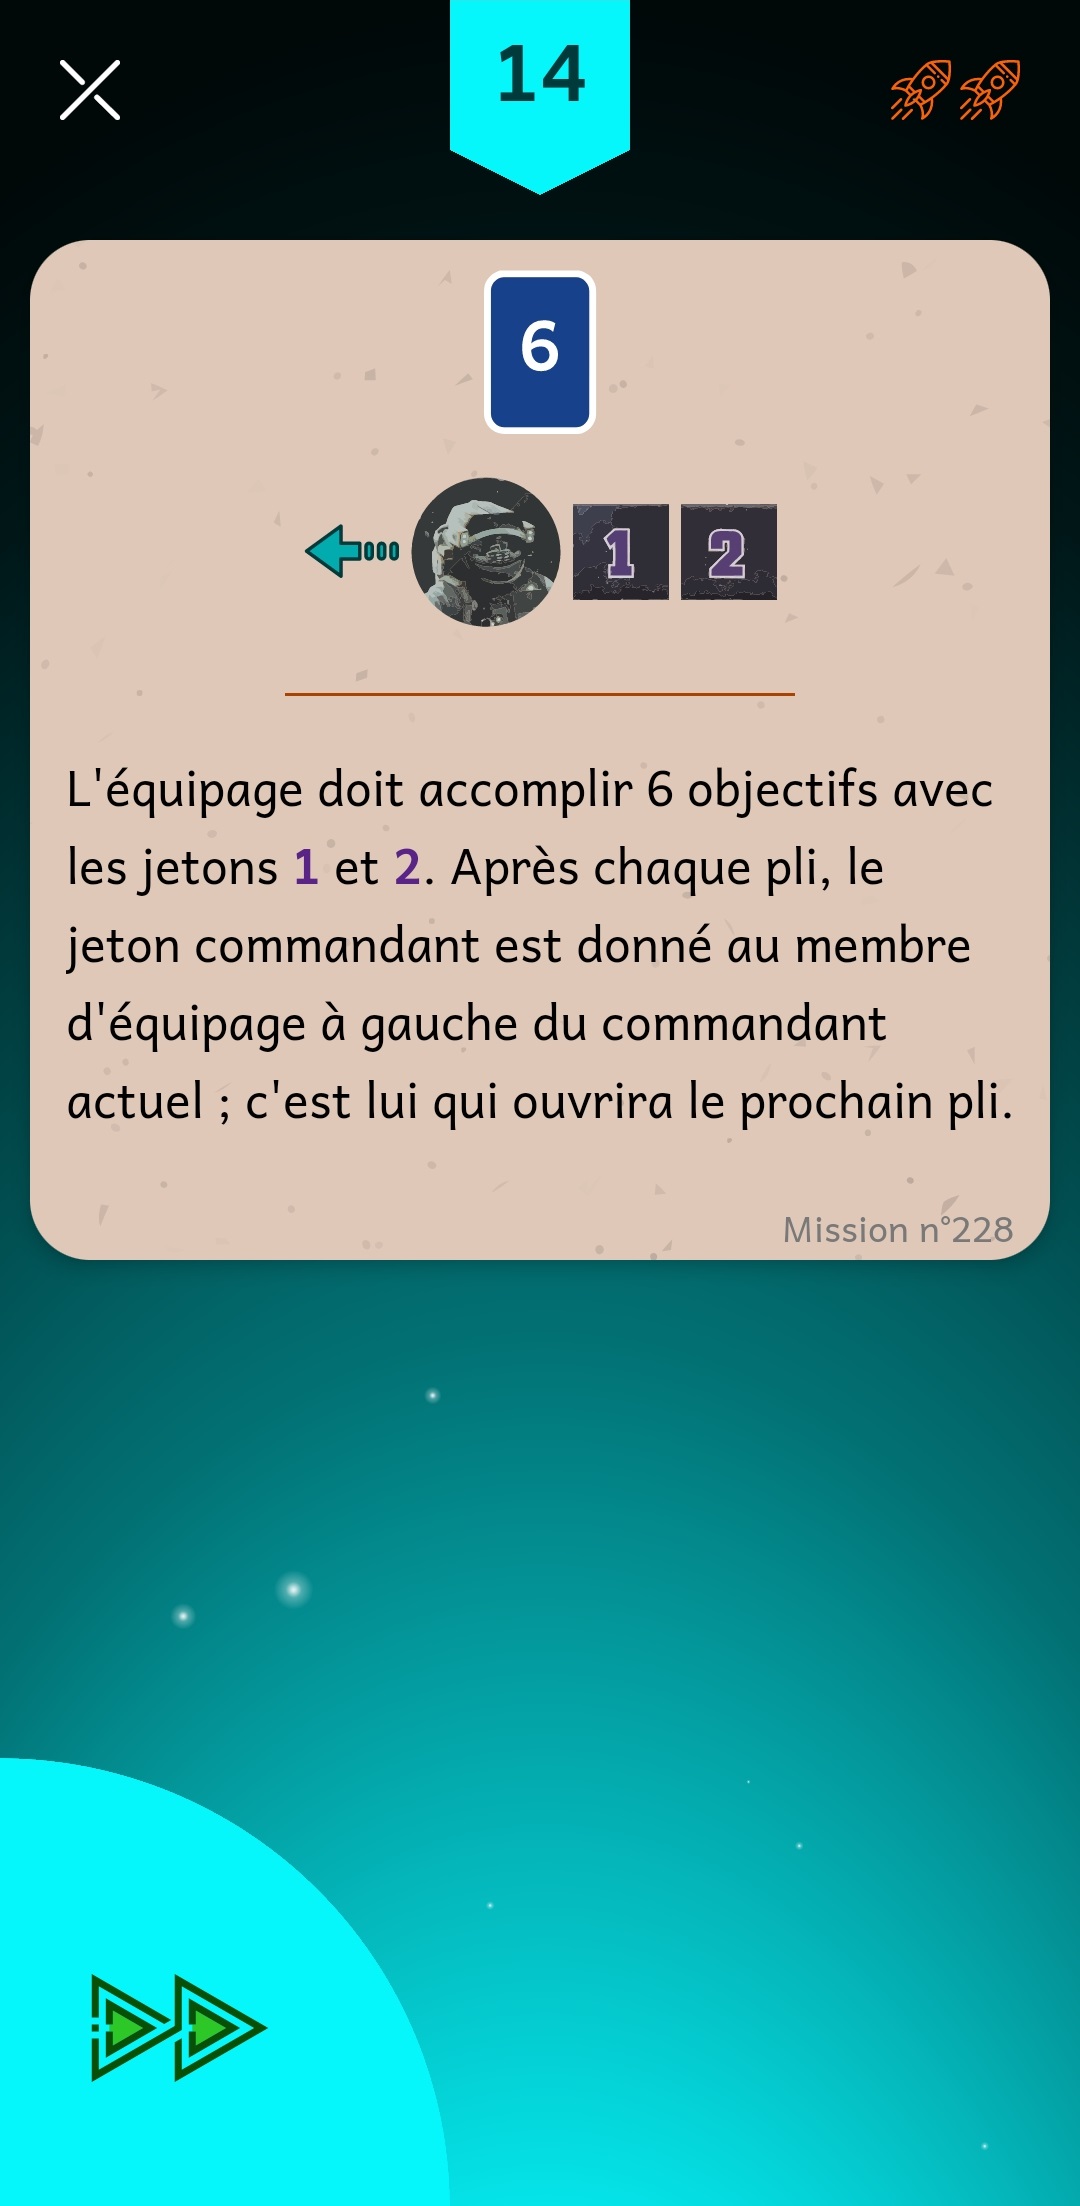 14
6
1 2
L'équipage doit accomplir 6 objectifs avec
les jetons 1 et 2. Après chaque pli, le
jeton commandant est donné au membre
d'équipage à gauche du commandant
actuel ; c'est lui qui ouvrira le prochain pli.
Mission n°228